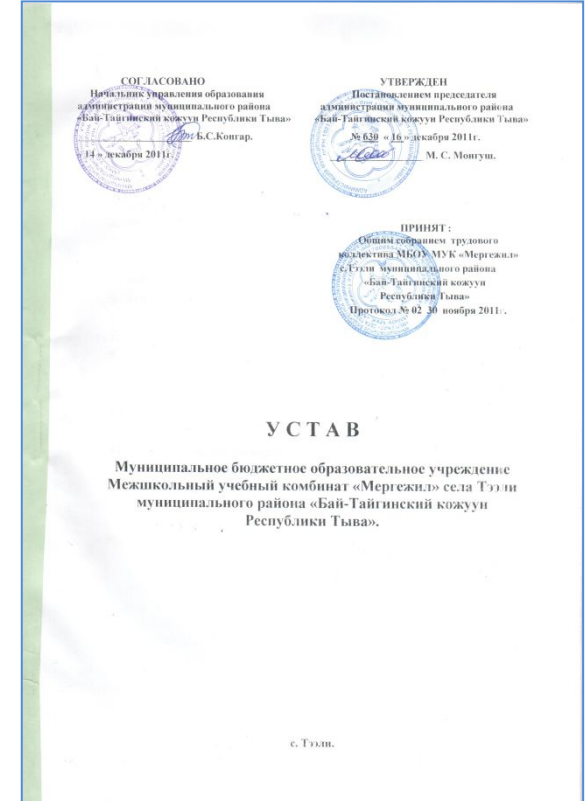 СОГЛАСОВАНО
Начальник управления образования
администрации муниципального района
«Бай-Тайгинский кожуун Республики Тыва»
Б.С.Конгар.
14 » декабря 2011г.
УТВЕРЖДЕН
Постановлением председателя
администрации муниципального района
«Бай-Тайгинский кожуун Республики Тыва»
№ 630 « 16 » декабря 2011г.
М. С. Монгуш.
ПРИНЯТ :
Общим собранием трудового
коллектива МБОУ МУК «Мергежил»
с.Тээли муниципального района
«Бай-Тайгинский кожуун
Республики Тыва»
Протокол № 02 30 ноября 2011г.
У С Т А В
Муниципальное бюджетное образовательное учреждение
Межшкольный учебный комбинат «Мергежил» села Тээли
муниципального района «Бай-Тайгинский кожуун
Республики Тыва».
с. Тээли.